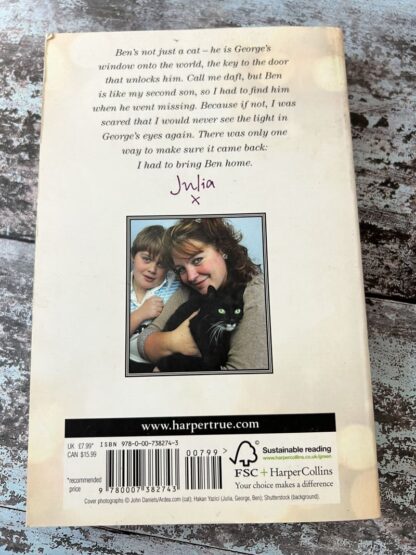 Ben's not just a cat – he is George's
window onto the world, the key to the door
that unlocks him. Call me daft, but Ben
is like my second son, so I had to find him
when he went missing. Because if not, I was
scared that I would never see the light in
George's eyes again. There was only one
way to make sure it came back:
I had to bring Ben home.
Julia
x
www.harpertrue.com
UK £7.99*
CAN $15.99
ISBN 978-0-00-738274-3
00799 >
*recommended
price
9 780007 382743
FSC + HarperCollins
Sustainable reading
www.harpercollins.co.uk/green
Your choice makes a difference
Cover photographs © John Daniels/Ardea.com (cat); Hakan Yazici (Julia, George, Ben); Shutterstock (background).